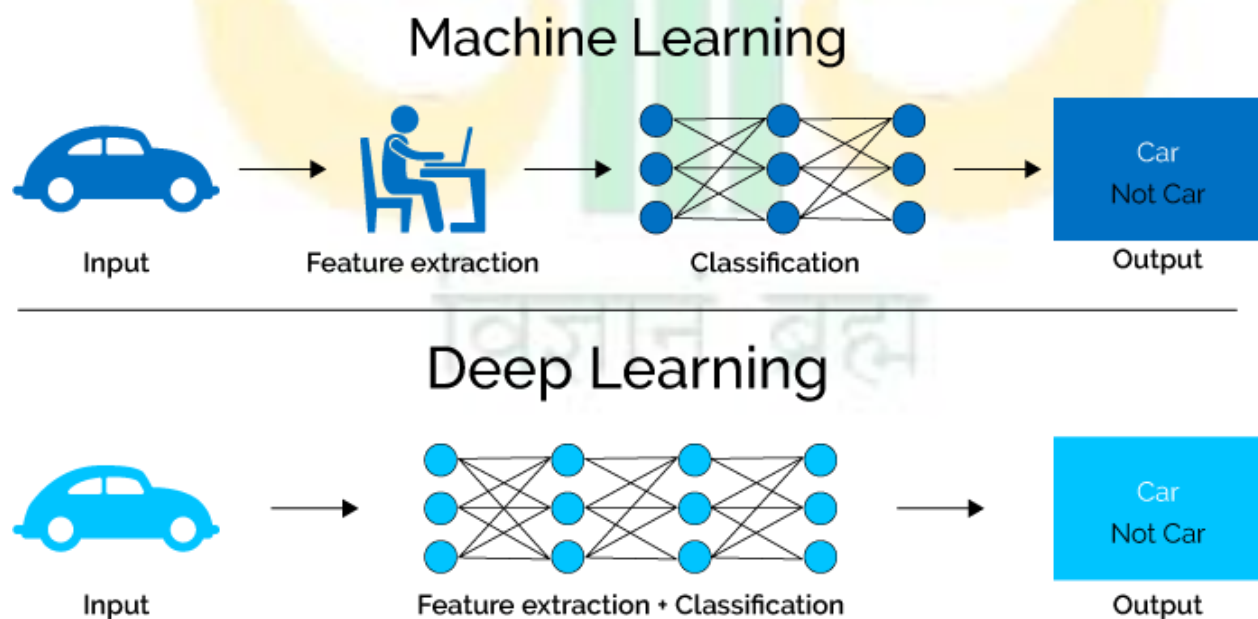 Machine Learning
Car
Not Car
Input
Feature extraction
Classification
Output
विज्ञान ब्रह्म
Deep Learning
Car
Not Car
Input
Feature extraction + Classification
Output